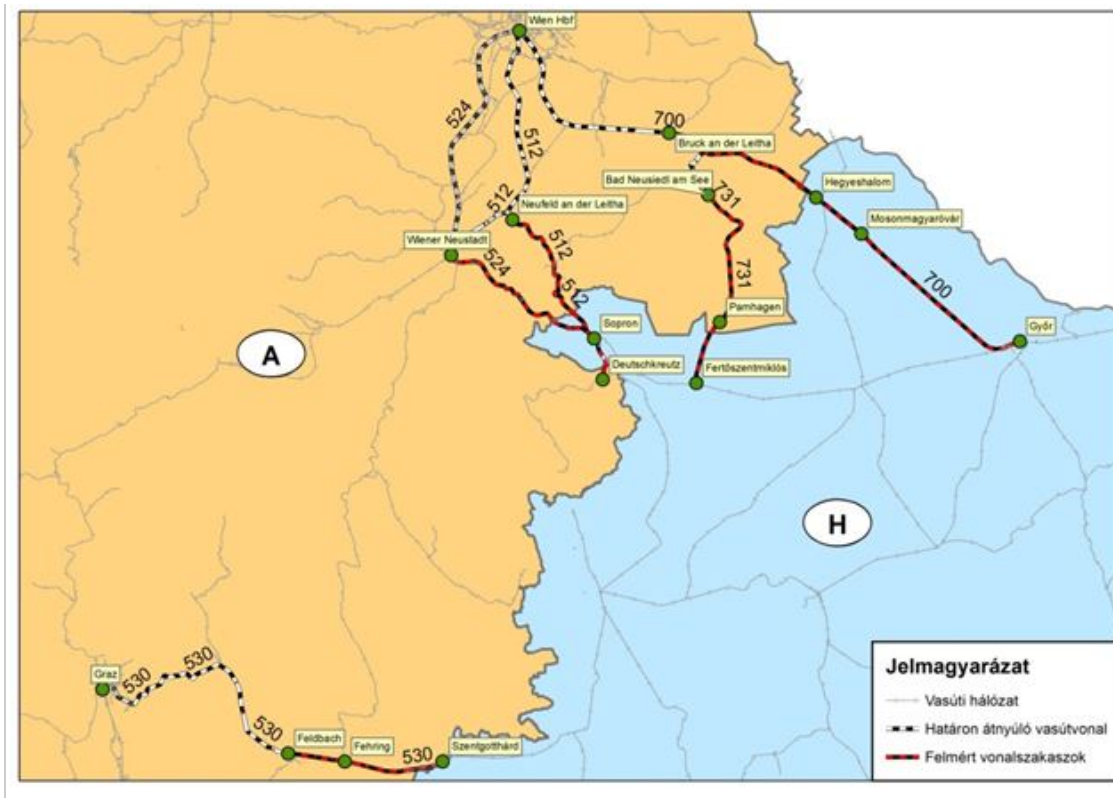 Wien Hbf
524
512
700
Bruck an der Leitha
Bad Neusiedl am See
731
Hegyeshalom
512
Neufeld an der Leitha
Mosonmagyaróvár
Wiener Neustadt
512
524
731
700
512
Pamhagen
Sopron
Győr
A
Deutschkreutz
Fertőszentmiklós
H
Graz
530
530
530
Feldbach
Fehring
530
Szentgotthárd
Jelmagyarázat
Vasúti hálózat
Határon átnyúló vasútvonal
Felmért vonalszakaszok